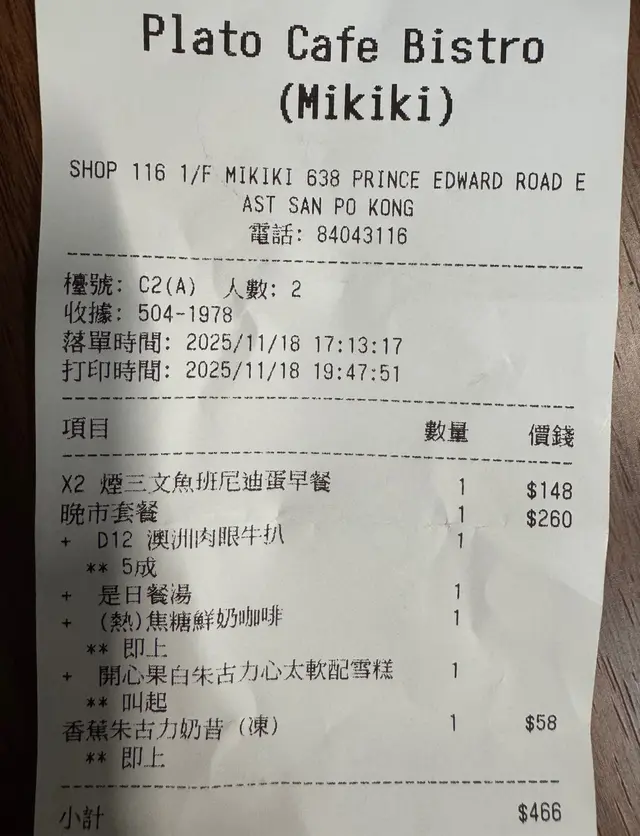 Plato Cafe Bistro
(Mikiki)
SHOP 116 1/F MIKIKI 638 PRINCE EDWARD ROAD E
AST SAN PO KONG
電話: 84043116
檯號: C2(A) 人數: 2
收據: 504-1978
落單時間: 2025/11/18 17:13:17
打印時間: 2025/11/18 19:47:51
項目 數量 價錢
X2 煙三文魚班尼迪蛋早餐 1 $148
晚市套餐 1 $260
+ D12 澳洲肉眼牛扒 1
** 5成
+ 是日餐湯 1
+ (熱)焦糖鮮奶咖啡 1
** 即上
+ 開心果白朱古力心太軟配雪糕 1
** 叫起
香蕉朱古力奶昔 (凍) 1 $58
** 即上
小計 $466